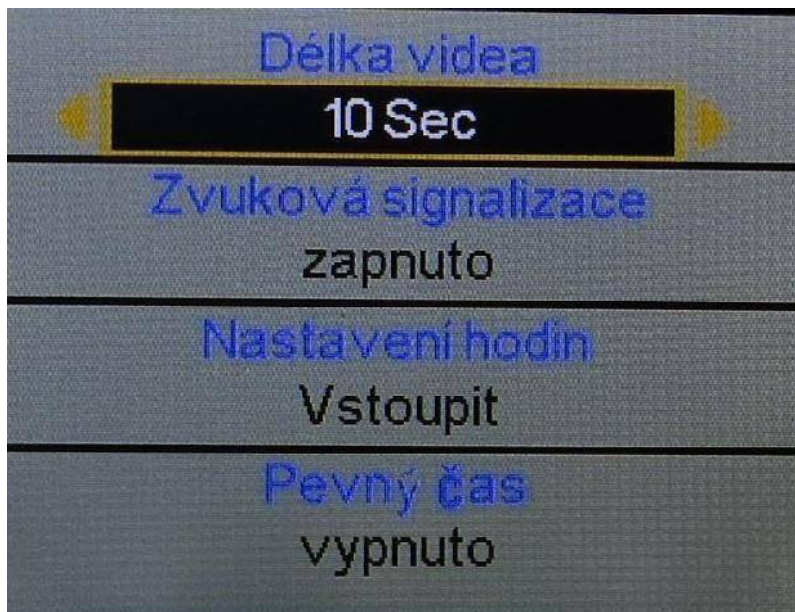 Délka videa
10 Sec
Zvuková signalizace
zapnuto
Nastavení hodin
Vstoupit
Pevný čas
vypnuto